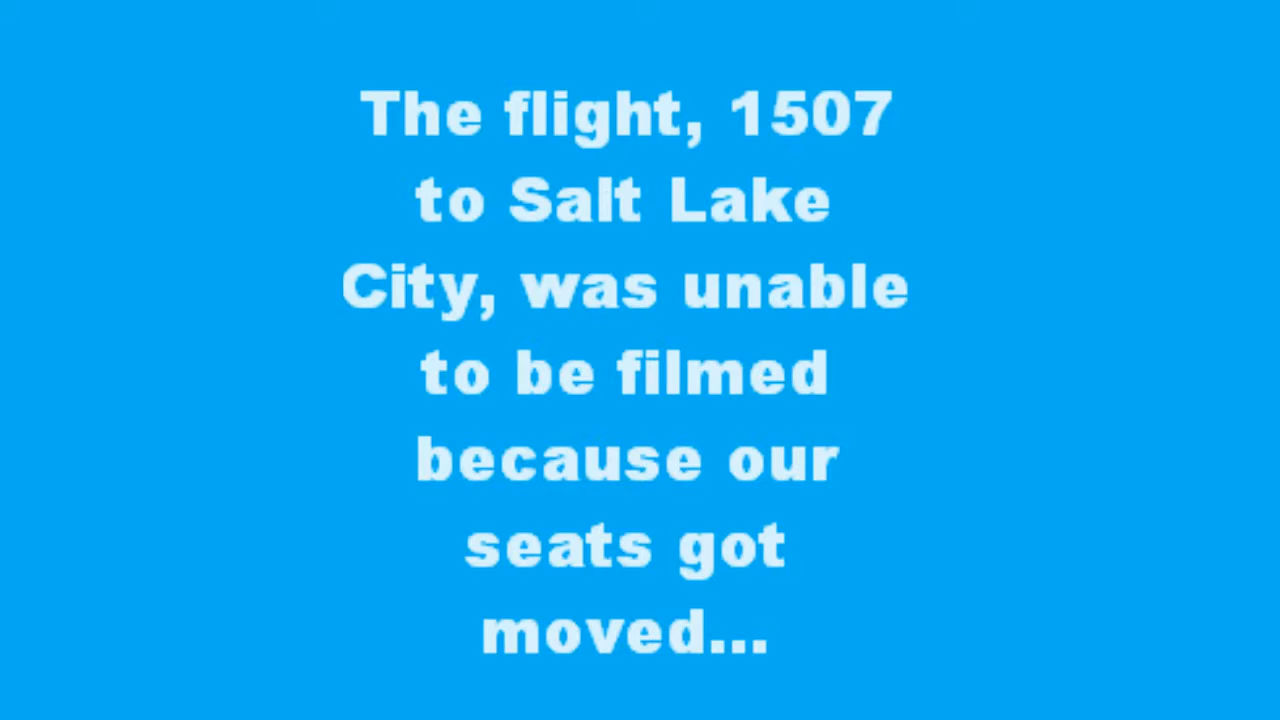 The flight, 1507
to Salt Lake
City, was unable
to be filmed
because our
seats got
moved...